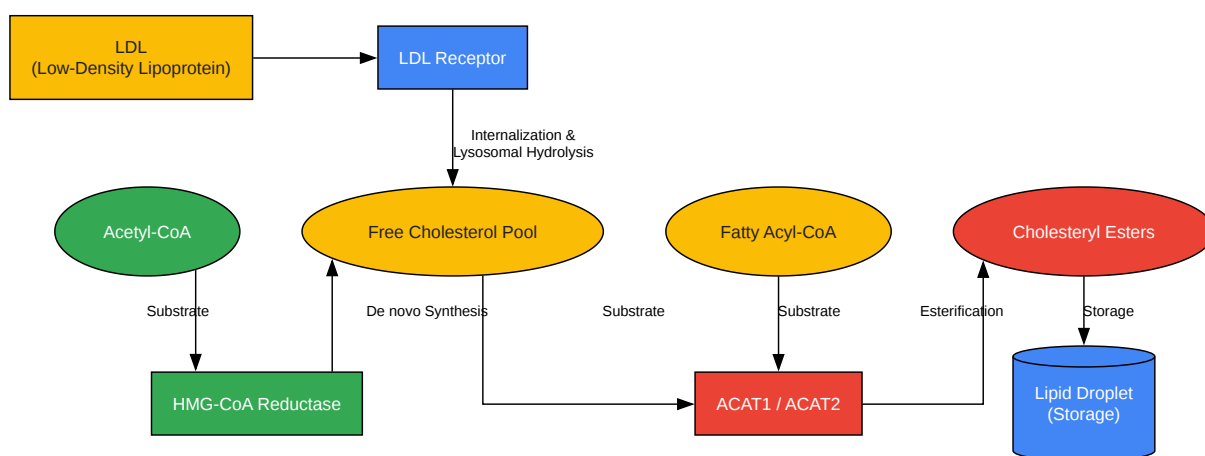 LDL
(Low-Density Lipoprotein)
LDL Receptor
Internalization &
Lysosomal Hydrolysis
Acetyl-CoA
Free Cholesterol Pool
Fatty Acyl-CoA
Cholesteryl Esters
Substrate
De novo Synthesis
Substrate
Substrate
Esterification
Storage
HMG-CoA Reductase
ACAT1 / ACAT2
Lipid Droplet
(Storage)